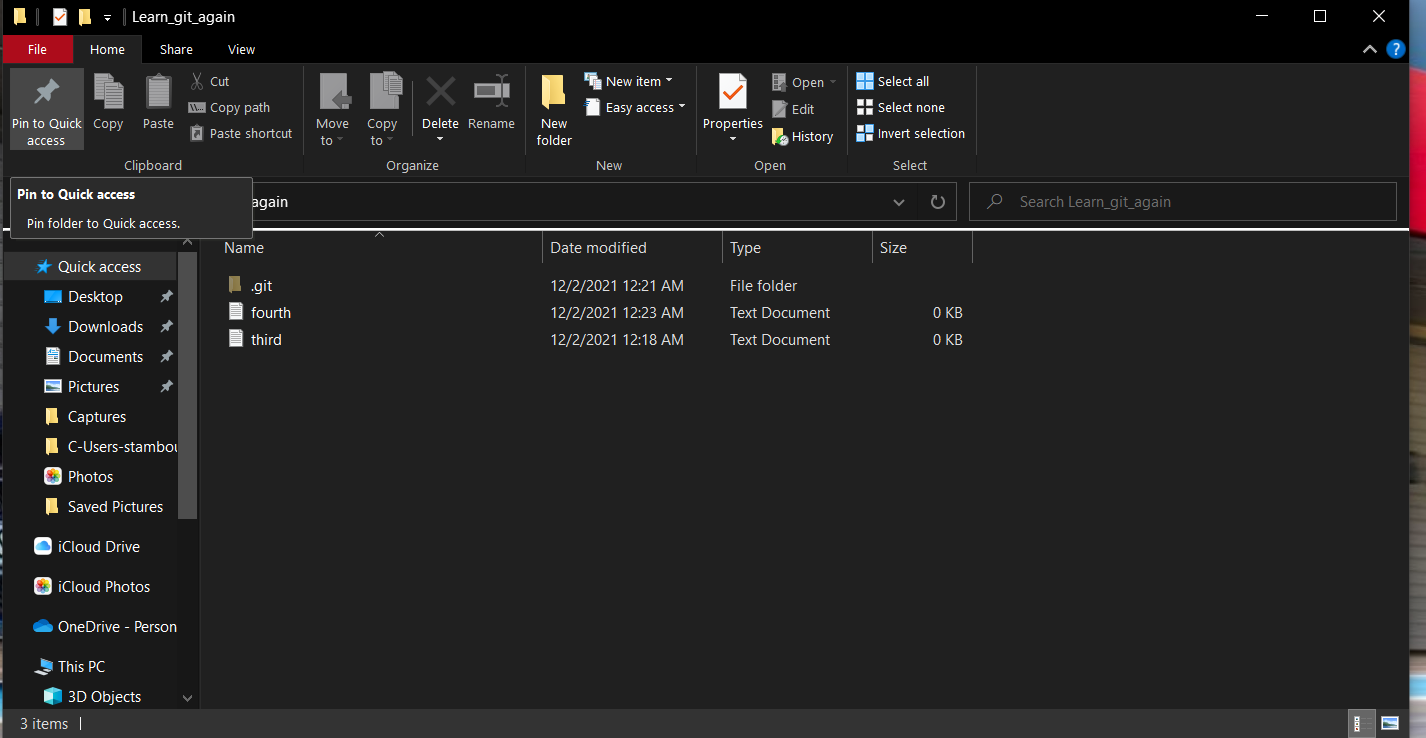 Learn_git_again
File Home Share View
Pin to Quick access
Copy
Paste
Cut
Copy path
Paste shortcut
Clipboard
Move to
Copy to
Delete
Rename
Organize
New folder
New item
Easy access
New
Properties
Open
Edit
History
Open
Select all
Select none
Invert selection
Select
Pin to Quick access
Pin folder to Quick access.
again
Search Learn_git_again
Name Date modified Type Size
.git 12/2/2021 12:21 AM File folder
fourth 12/2/2021 12:23 AM Text Document 0 KB
third 12/2/2021 12:18 AM Text Document 0 KB
Quick access
Desktop
Downloads
Documents
Pictures
Captures
C-Users-stambou
Photos
Saved Pictures
iCloud Drive
iCloud Photos
OneDrive - Person
This PC
3D Objects
3 items